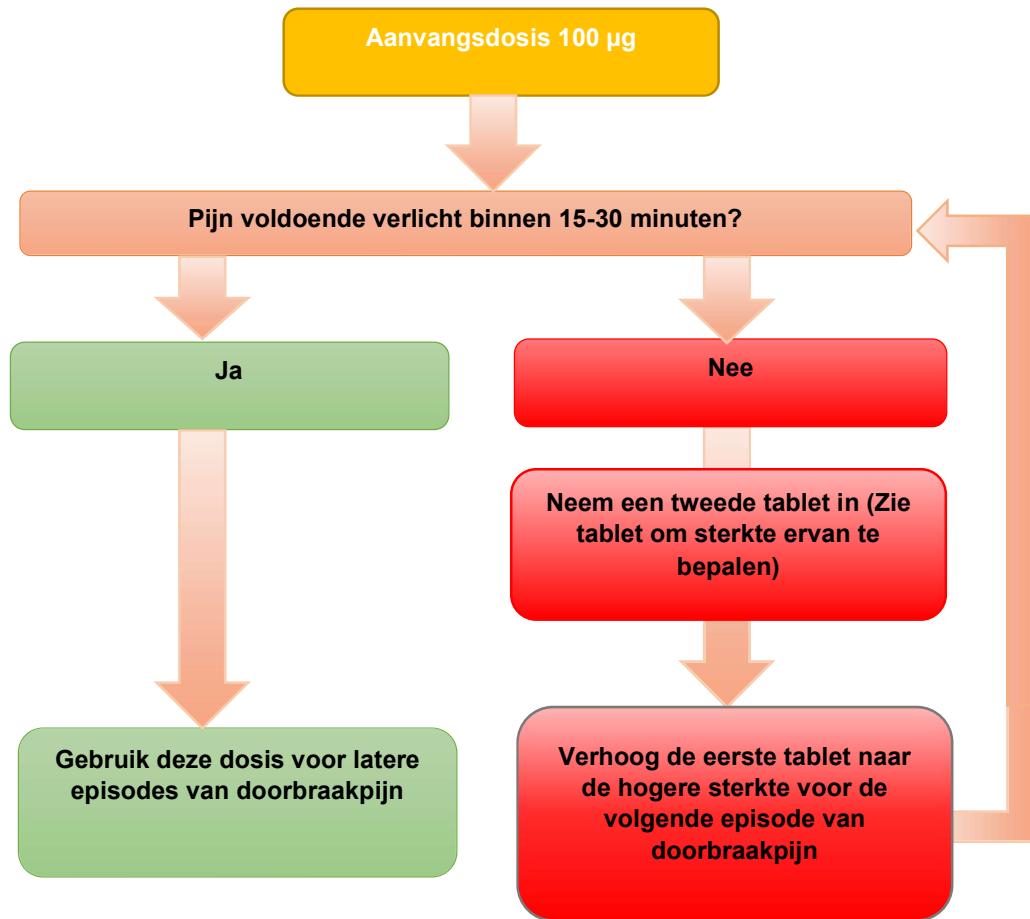 Aanvangsdosis 100 µg
Pijn voldoende verlicht binnen 15-30 minuten?
Ja
Nee
Neem een tweede tablet in (Zie
tablet om sterkte ervan te
bepalen)
Gebruik deze dosis voor latere
episodes van doorbraakpijn
Verhoog de eerste tablet naar
de hogere sterkte voor de
volgende episode van
doorbraakpijn